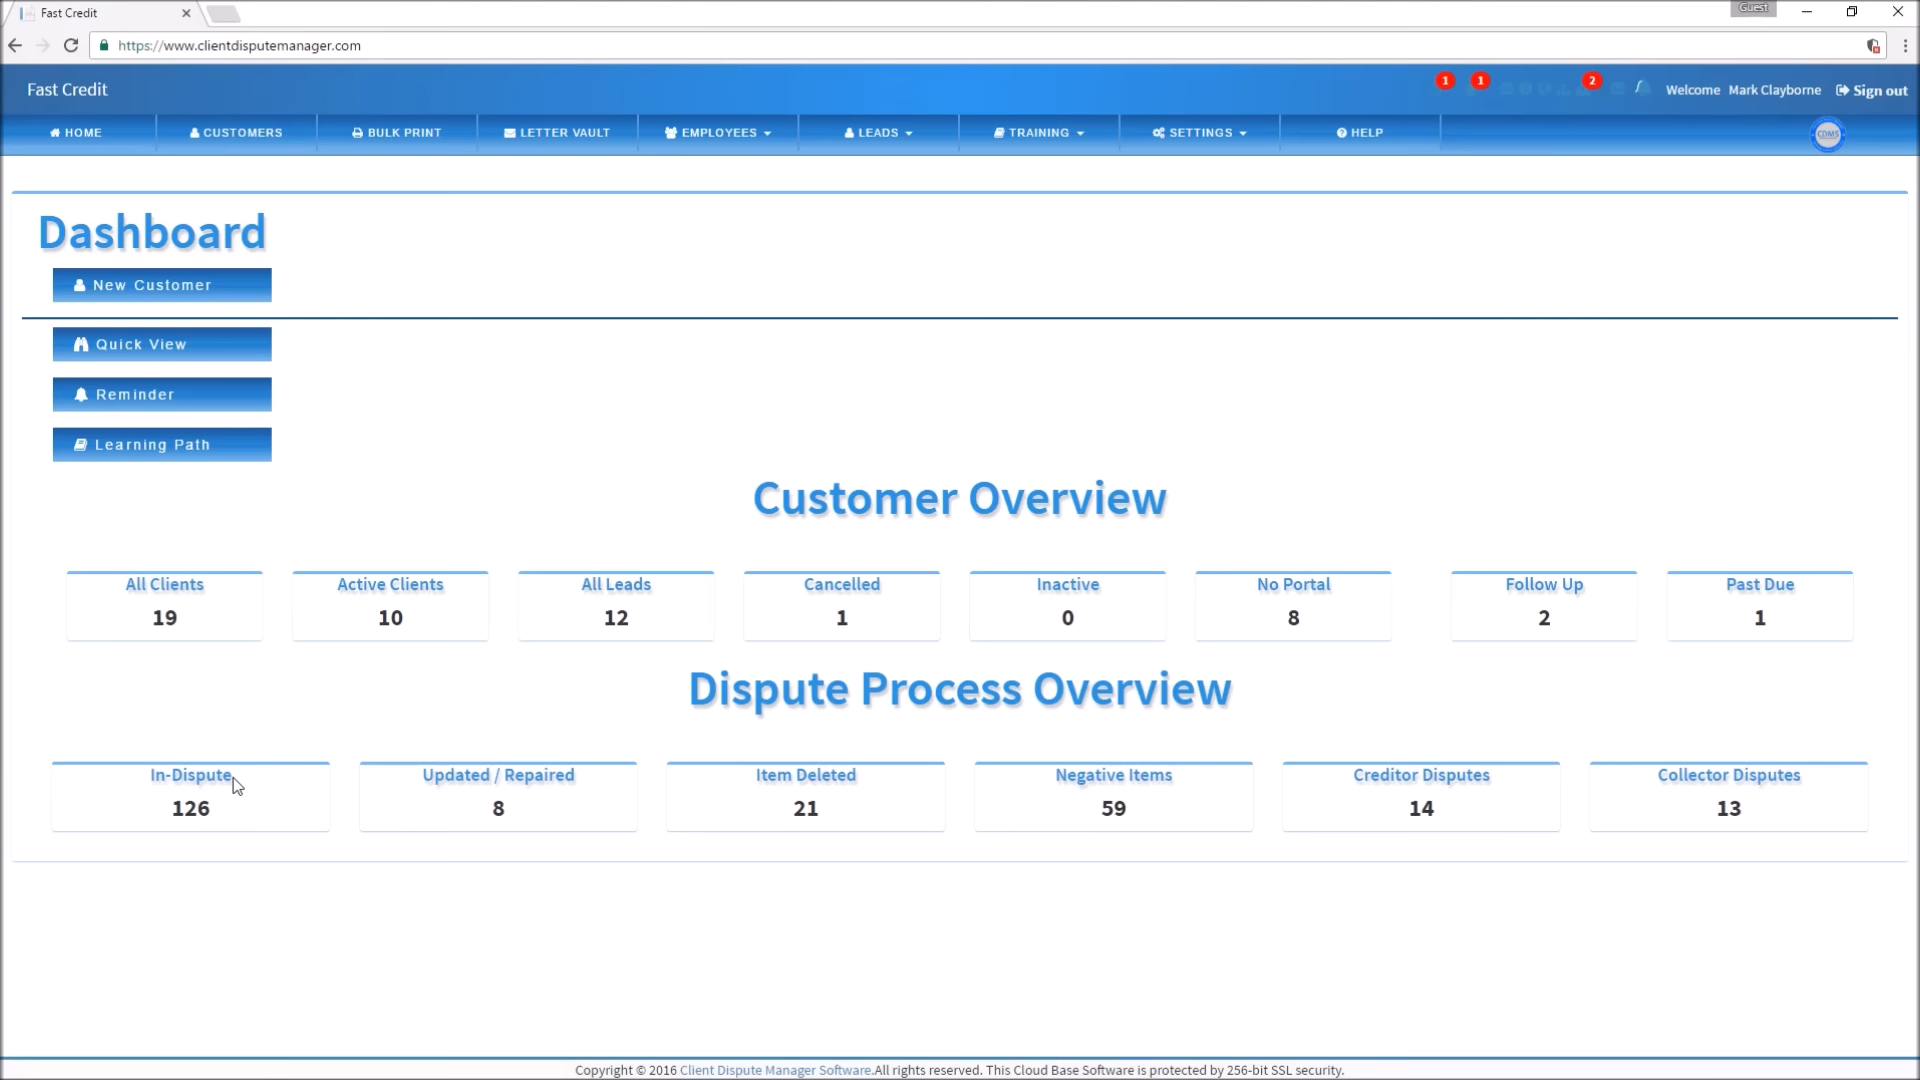 Fast Credit
Guest
https://www.clientdisputemanager.com
Fast Credit
1
1
2
Welcome Mark Clayborne
Sign out
HOME
CUSTOMERS
BULK PRINT
LETTER VAULT
EMPLOYEES
LEADS
TRAINING
SETTINGS
HELP
CDMS
Dashboard
New Customer
Quick View
Reminder
Learning Path
Customer Overview
All Clients
19
Active Clients
10
All Leads
12
Cancelled
1
Inactive
0
No Portal
8
Follow Up
2
Past Due
1
Dispute Process Overview
In-Dispute
126
Updated / Repaired
8
Item Deleted
21
Negative Items
59
Creditor Disputes
14
Collector Disputes
13
Copyright © 2016 Client Dispute Manager Software.All rights reserved. This Cloud Base Software is protected by 256-bit SSL security.